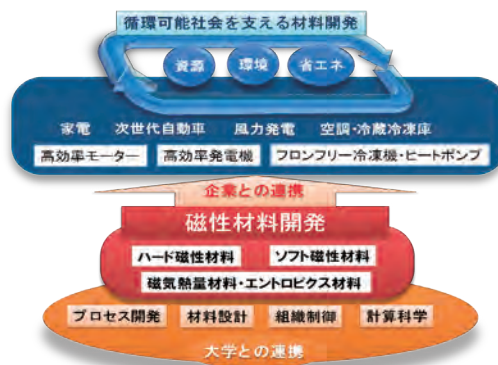 循環可能社会を支える材料開発
資源 環境 省エネ
家電 次世代自動車 風力発電 空調・冷蔵冷凍庫
高効率モーター 高効率発電機 フロンフリー冷凍機・ヒートポンプ
企業との連携
磁性材料開発
ハード磁性材料 ソフト磁性材料
磁気熱量材料・エントロピクス材料
プロセス開発 材料設計 組織制御 計算科学
大学との連携